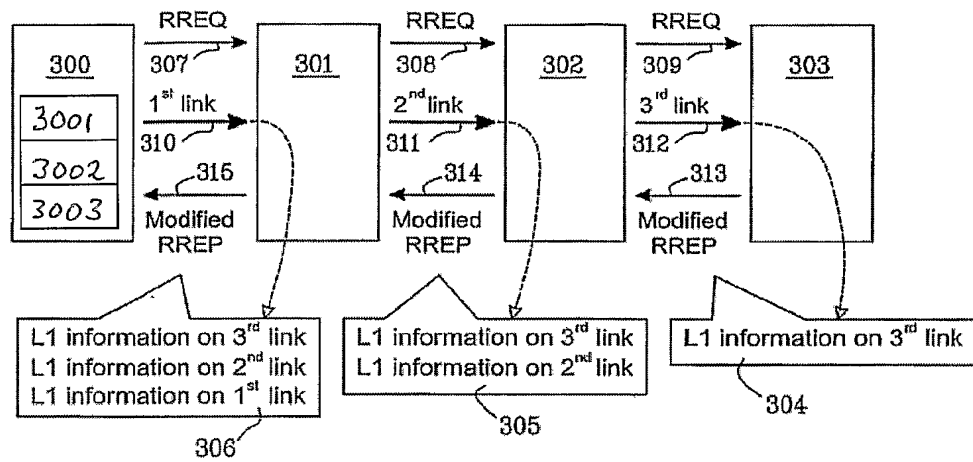 RREQ
RREQ
RREQ
300
307
301
308
302
309
303
1st link
2nd link
3rd link
3001
310
311
312
3002
315
314
313
3003
Modified RREP
Modified RREP
Modified RREP
L1 information on 3rd link
L1 information on 2nd link
L1 information on 1st link
306
L1 information on 3rd link
L1 information on 2nd link
305
L1 information on 3rd link
304